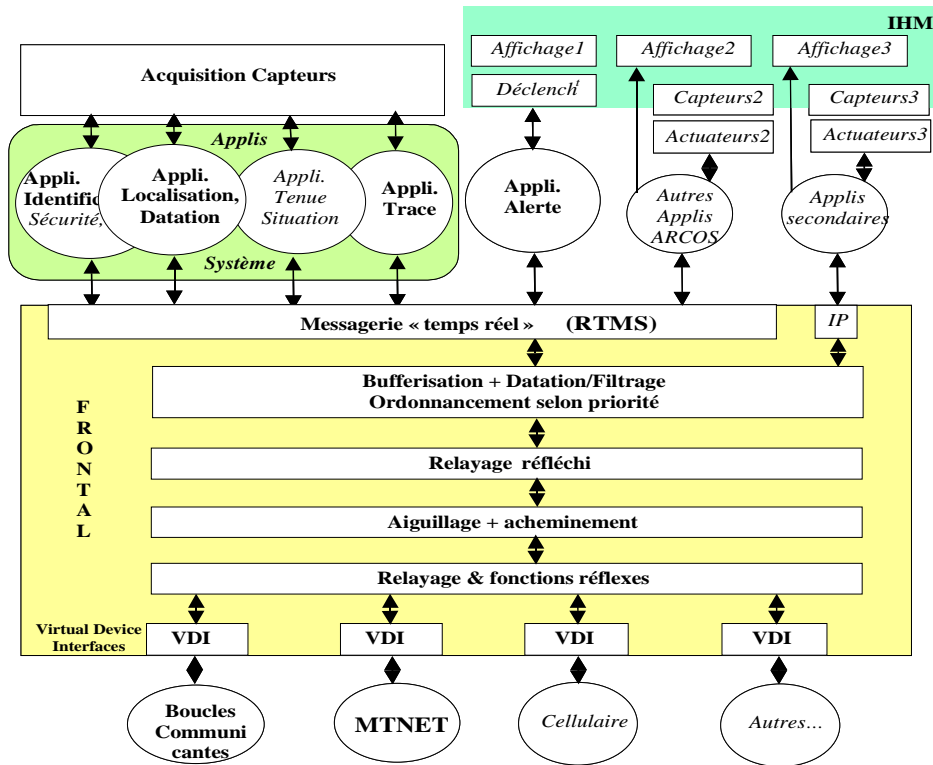 IHM
Affichage1
Affichage2
Affichage3
Acquisition Capteurs
Déclencht
Capteurs2
Capteurs3
Actuateurs2
Actuateurs3
Applis
Appli.
Identific
Sécurité,
Appli.
Localisation,
Datation
Appli.
Tenue
Situation
Appli.
Trace
Appli.
Alerte
Autres
Applis
ARCOS
Applis
secondaires
Système
Messagerie « temps réel » (RTMS)
IP
Bufferisation + Datation/Filtrage
Ordonnancement selon priorité
F
R
O
N
T
A
L
Relayage réfléchi
Aiguillage + acheminement
Relayage & fonctions réflexes
Virtual Device
Interfaces
VDI
VDI
VDI
VDI
Boucles
Communi
cantes
MTNET
Cellulaire
Autres…